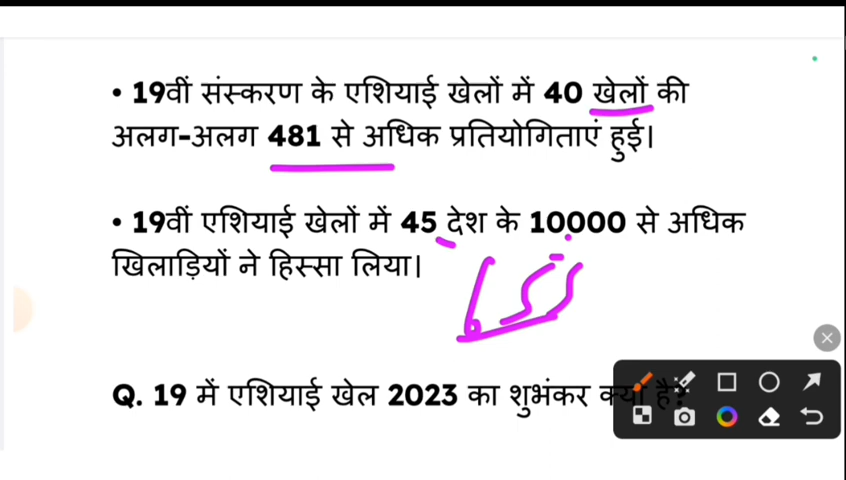 • 19वीं संस्करण के एशियाई खेलों में 40 खेलों की
अलग-अलग 481 से अधिक प्रतियोगिताएं हुई।
• 19वीं एशियाई खेलों में 45 देश के 10000 से अधिक
खिलाड़ियों ने हिस्सा लिया।
Q. 19 में एशियाई खेल 2023 का शुभंकर क्या है?